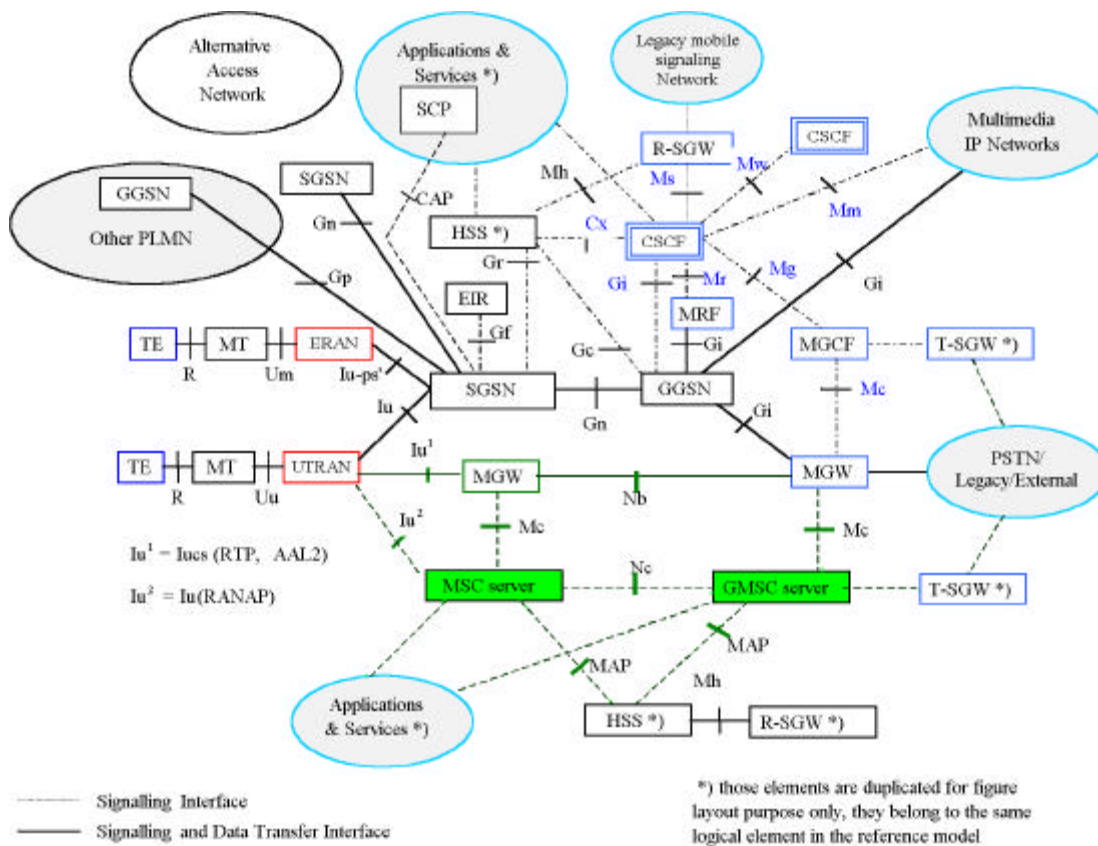 Alternative
Access
Network
Applications &
Services *)
SCP
Legacy mobile
signaling
Network
Multimedia
IP Networks
R-SGW
CSCF
Mh
Ms
Mw
Mm
SGSN
CAP
GGSN
Other PLMN
Gn
HSS *)
Cx
CSCF
Gp
Gr
Gi
Mr
Mg
Gi
EIR
Gf
MRF
Gc
Gi
TE
R
MT
Um
ERAN
Iu-ps'
SGSN
Gn
GGSN
MGCF
T-SGW *)
Mc
Iu
Gi
TE
R
MT
Uu
UTRAN
Iu¹
MGW
Nb
MGW
PSTN/
Legacy/External
Iu²
Mc
Mc
Iu¹ = Iucs (RTP, AAL2)
Iu² = Iu(RANAP)
MSC server
Nc
GMSC server
T-SGW *)
MAP
MAP
Applications
& Services *)
HSS *)
Mh
R-SGW *)
Signalling Interface
Signalling and Data Transfer Interface
*) those elements are duplicated for figure
layout purpose only, they belong to the same
logical element in the reference model